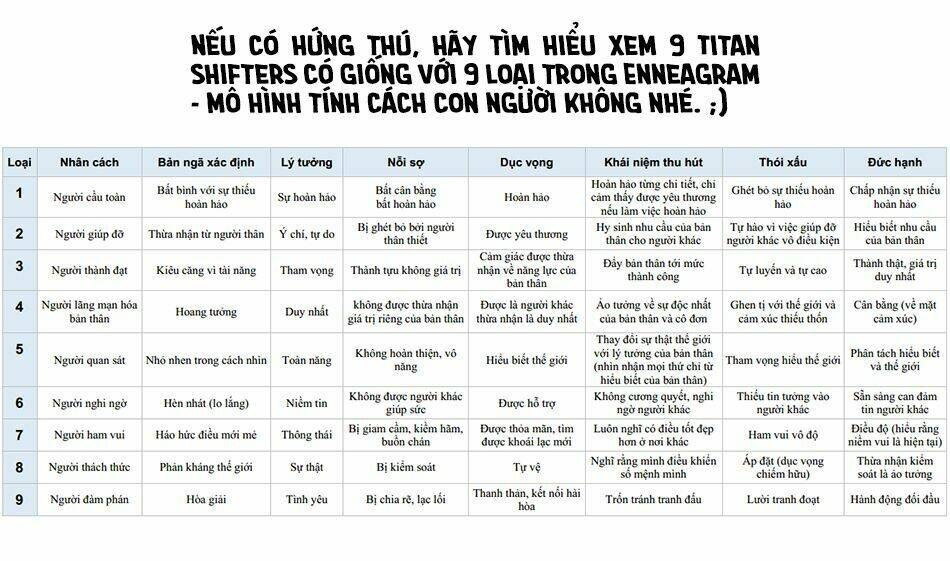 NẾU CÓ HỨNG THÚ, HÃY TÌM HIỂU XEM 9 TITAN
SHIFTERS CÓ GIỐNG VỚI 9 LOẠI TRONG ENNEAGRAM
- MÔ HÌNH TÍNH CÁCH CON NGƯỜI KHÔNG NHÉ. ;)
Loại Nhân cách Bản ngã xác định Lý tưởng Nỗi sợ Dục vọng Khái niệm thu hút Thói xấu Đức hạnh
1 Người cầu toàn Bất bình với sự thiếu hoàn hảo Sự hoàn hảo Bất cân bằng bất hoàn hảo Hoàn hảo Hoàn hảo từng chi tiết, chỉ cảm thấy được yêu thương nếu làm việc hoàn hảo Ghét bỏ sự thiếu hoàn hảo Chấp nhận sự thiếu hoàn hảo
2 Người giúp đỡ Thừa nhận từ người thân Ý chí, tự do Bị ghét bỏ bởi người thân thiết Được yêu thương Hy sinh nhu cầu của bản thân cho người khác Tự hào vì việc giúp đỡ người khác vô điều kiện Hiểu biết nhu cầu của bản thân
3 Người thành đạt Kiêu căng vì tài năng Tham vọng Thành tựu không giá trị Cảm giác được thừa nhận về năng lực của bản thân Đẩy bản thân tới mức thành công Tự luyến và tự cao Thành thật, giá trị duy nhất
4 Người lãng mạn hóa bản thân Hoang tưởng Duy nhất không được thừa nhận giá trị riêng của bản thân Được là người khác thừa nhận là duy nhất Ảo tưởng về sự độc nhất của bản thân và cô đơn Ghen tị với thế giới và cảm xúc thiếu thốn Cân bằng (về mặt cảm xúc)
5 Người quan sát Nhỏ nhen trong cách nhìn Toàn năng Không hoàn thiện, vô năng Hiểu biết thế giới Thay đổi sự thật thế giới với lý tưởng của bản thân (nhìn nhận mọi thứ chỉ từ hiểu biết của bản thân) Tham vọng hiểu thế giới Phân tách hiểu biết và thế giới
6 Người nghi ngờ Hèn nhát (lo lắng) Niềm tin Không được người khác giúp sức Được hỗ trợ Không cương quyết, nghi ngờ người khác Thiếu tin tưởng vào người khác Sẵn sàng can đảm tin người khác
7 Người ham vui Háo hức điều mới mẻ Thông thái Bị giam cầm, kiềm hãm, buồn chán Được thỏa mãn, tìm được khoái lạc mới Luôn nghĩ có điều tốt đẹp hơn ở nơi khác Ham vui vô độ Điều độ (hiểu rằng niềm vui là hiện tại)
8 Người thách thức Phản kháng thế giới Sự thật Bị kiểm soát Tự vệ Nghĩ rằng mình điều khiển số mệnh mình Áp đặt (dục vọng chiếm hữu) Thừa nhận kiểm soát là ảo tưởng
9 Người đàm phán Hòa giải Tình yêu Bị chia rẽ, lạc lối Thanh thản, kết nối hài hòa Trốn tránh tranh đấu Lười tranh đoạt Hành động đối đầu